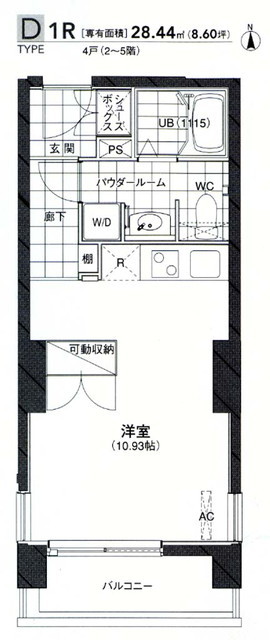 D 1R [専有面積] 28.44㎡ (8.60坪)
TYPE 4戸(2~5階)
N
シューズボックス
UB(1115)
玄関
PS
パウダールーム
WC
廊下
W/D
棚
R
可動収納
洋室
(10.93帖)
AC
バルコニー